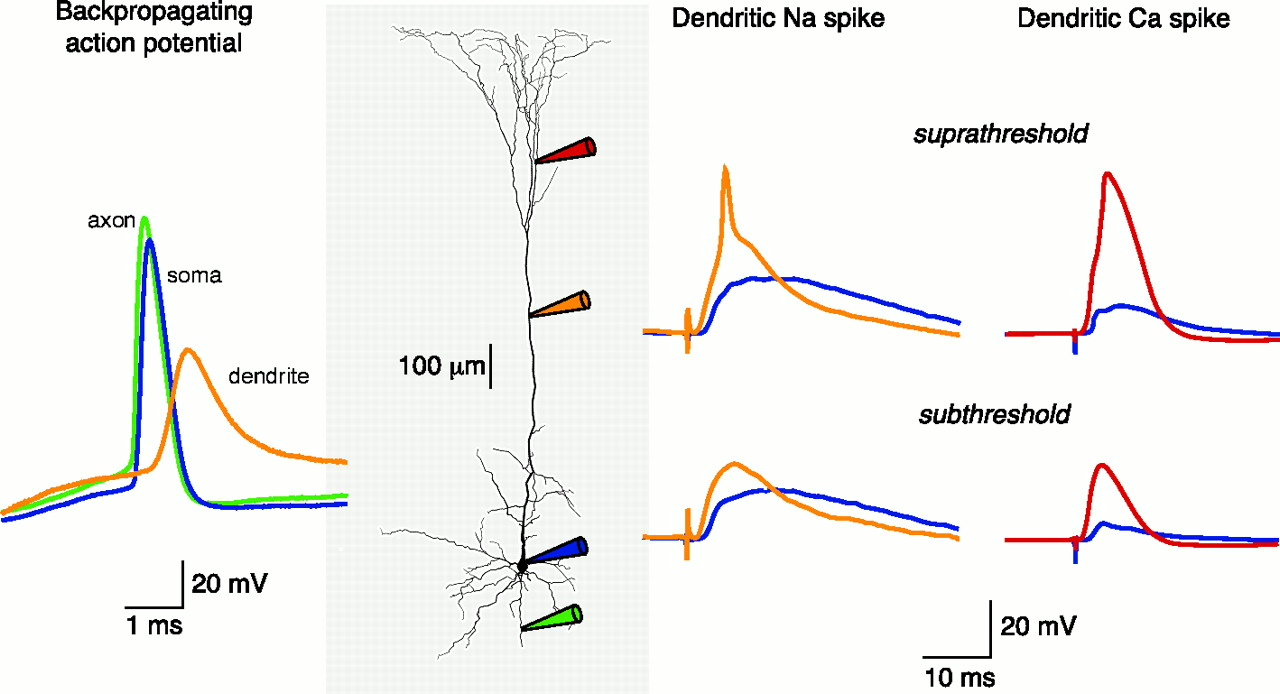 Backpropagating
action potential
Dendritic Na spike
Dendritic Ca spike
suprathreshold
axon
soma
dendrite
100 µm
subthreshold
20 mV
1 ms
20 mV
10 ms